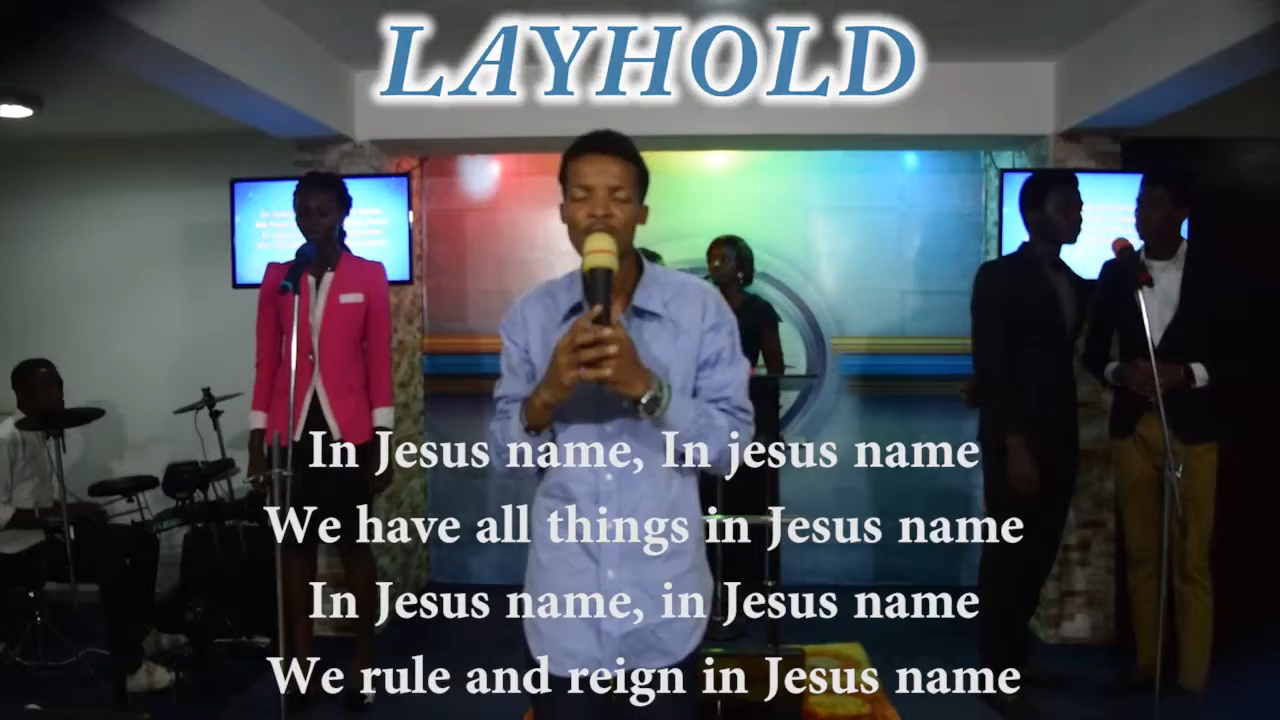 LAYHOLD
In Jesus name, In jesus name
We have all things in Jesus name
In Jesus name, in Jesus name
We rule and reign in Jesus name